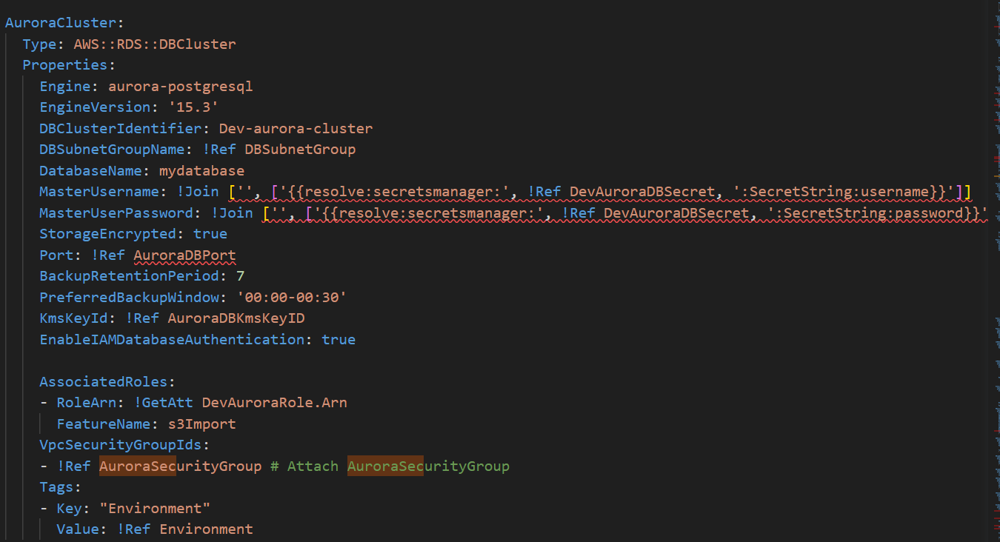 AuroraCluster:
Type: AWS::RDS::DBCluster
Properties:
Engine: aurora-postgresql
EngineVersion: '15.3'
DBClusterIdentifier: Dev-aurora-cluster
DBSubnetGroupName: !Ref DBSubnetGroup
DatabaseName: mydatabase
MasterUsername: !Join ['', ['{{resolve:secretsmanager:', !Ref DevAuroraDBSecret, ':SecretString:username}}']]
MasterUserPassword: !Join ['', ['{{resolve:secretsmanager:', !Ref DevAuroraDBSecret, ':SecretString:password}}'
StorageEncrypted: true
Port: !Ref AuroraDBPort
BackupRetentionPeriod: 7
PreferredBackupWindow: '00:00-00:30'
KmsKeyId: !Ref AuroraDBKmsKeyID
EnableIAMDatabaseAuthentication: true
AssociatedRoles:
- RoleArn: !GetAtt DevAuroraRole.Arn
FeatureName: s3Import
VpcSecurityGroupIds:
- !Ref AuroraSecurityGroup # Attach AuroraSecurityGroup
Tags:
- Key: "Environment"
Value: !Ref Environment